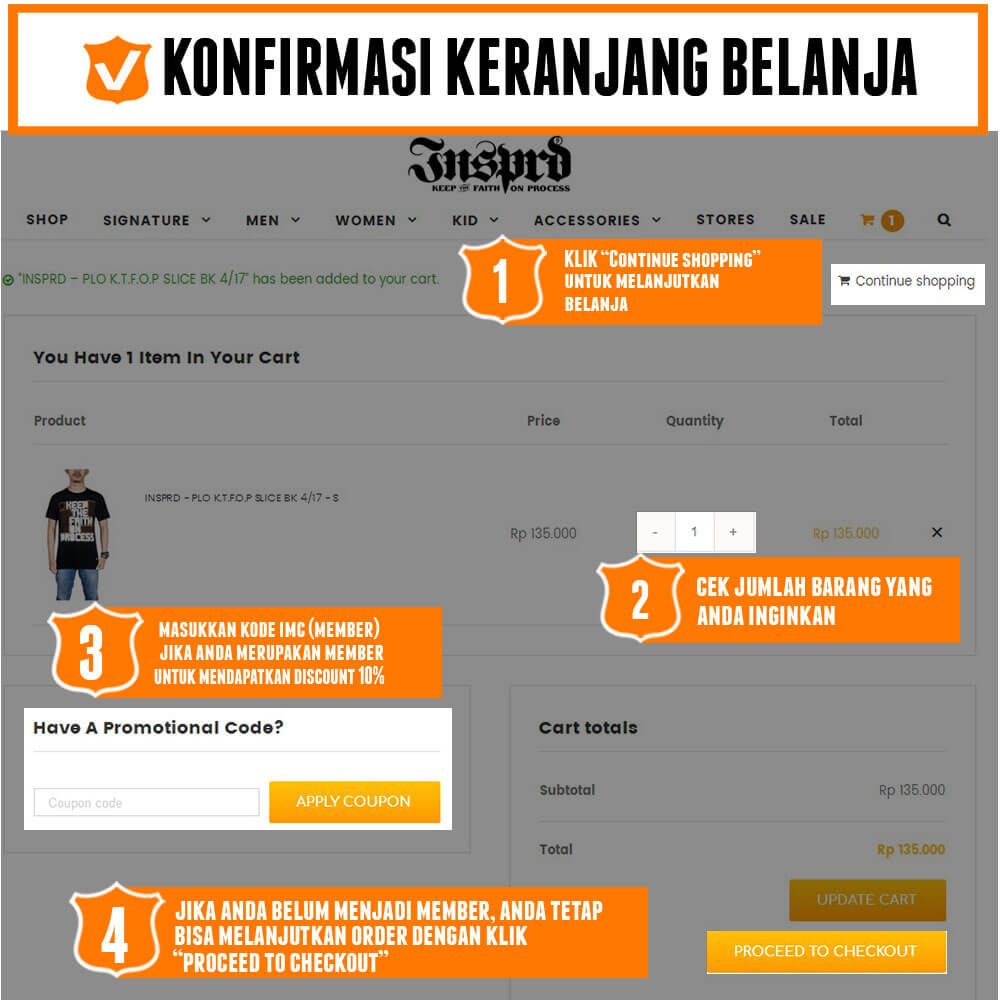 KONFIRMASI KERANJANG BELANJA
Insprd
KEEP THE FAITH ON PROCESS
SHOP SIGNATURE MEN WOMEN KID ACCESSORIES STORES SALE 1
"INSPRD – PLO K.T.F.O.P SLICE BK 4/17" has been added to your cart.
1
KLIK “Continue shopping”
UNTUK MELANJUTKAN
BELANJA
Continue shopping
You Have 1 Item In Your Cart
Product Price Quantity Total
KEEP
THE
FAITH
ON
PROCESS
INSPRD - PLO K.T.F.O.P SLICE BK 4/17 - S
Rp 135.000 - 1 + Rp 135.000 ×
2
CEK JUMLAH BARANG YANG
ANDA INGINKAN
3
MASUKKAN KODE IMC (MEMBER)
JIKA ANDA MERUPAKAN MEMBER
UNTUK MENDAPATKAN DISCOUNT 10%
Have A Promotional Code?
Coupon code APPLY COUPON
Cart totals
Subtotal Rp 135.000
Total Rp 135.000
UPDATE CART
PROCEED TO CHECKOUT
4
JIKA ANDA BELUM MENJADI MEMBER, ANDA TETAP
BISA MELANJUTKAN ORDER DENGAN KLIK
“PROCEED TO CHECKOUT”